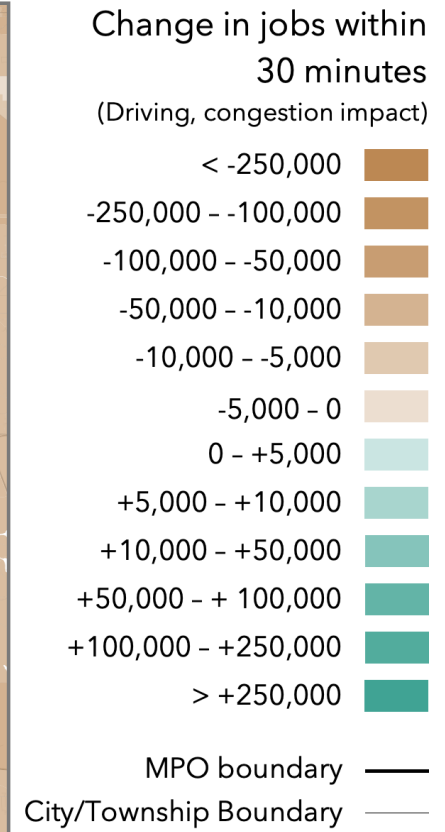 Change in jobs within
30 minutes
(Driving, congestion impact)
< -250,000
-250,000 – -100,000
-100,000 – -50,000
-50,000 – -10,000
-10,000 – -5,000
-5,000 – 0
0 – +5,000
+5,000 – +10,000
+10,000 – +50,000
+50,000 – + 100,000
+100,000 – +250,000
> +250,000
MPO boundary
City/Township Boundary